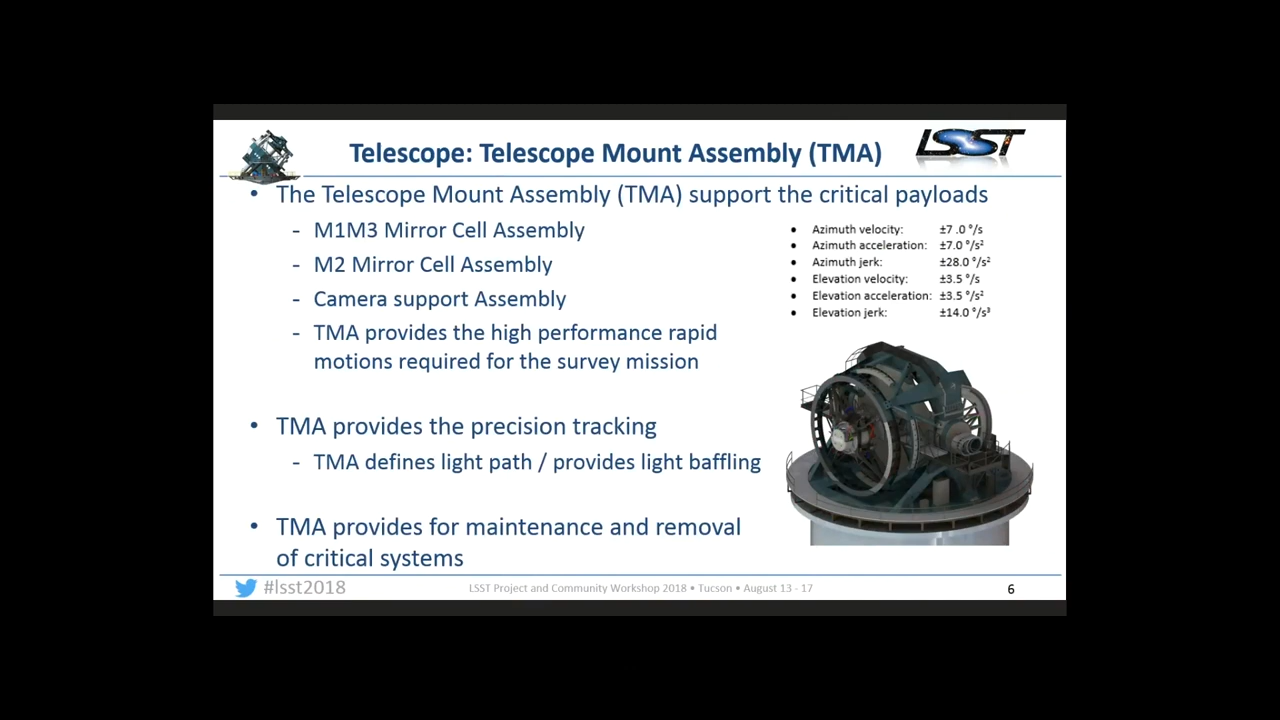 Telescope: Telescope Mount Assembly (TMA)
LSST
• The Telescope Mount Assembly (TMA) support the critical payloads
- M1M3 Mirror Cell Assembly
- M2 Mirror Cell Assembly
- Camera support Assembly
- TMA provides the high performance rapid
motions required for the survey mission
• TMA provides the precision tracking
- TMA defines light path / provides light baffling
• TMA provides for maintenance and removal
of critical systems
• Azimuth velocity: ±7 .0 °/s
• Azimuth acceleration: ±7.0 °/s²
• Azimuth jerk: ±28.0 °/s²
• Elevation velocity: ±3.5 °/s
• Elevation acceleration: ±3.5 °/s²
• Elevation jerk: ±14.0 °/s³
#lsst2018
LSST Project and Community Workshop 2018 • Tucson • August 13 - 17
6